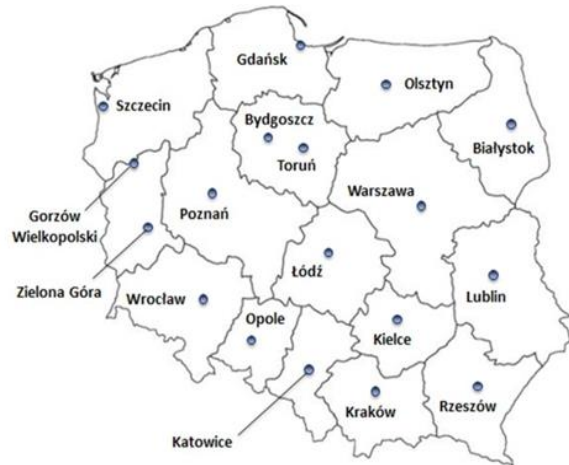 Gdańsk
Olsztyn
Szczecin
Bydgoszcz
Białystok
Toruń
Warszawa
Gorzów
Wielkopolski
Poznań
Łódź
Zielona Góra
Wrocław
Lublin
Opole
Kielce
Rzeszów
Kraków
Katowice